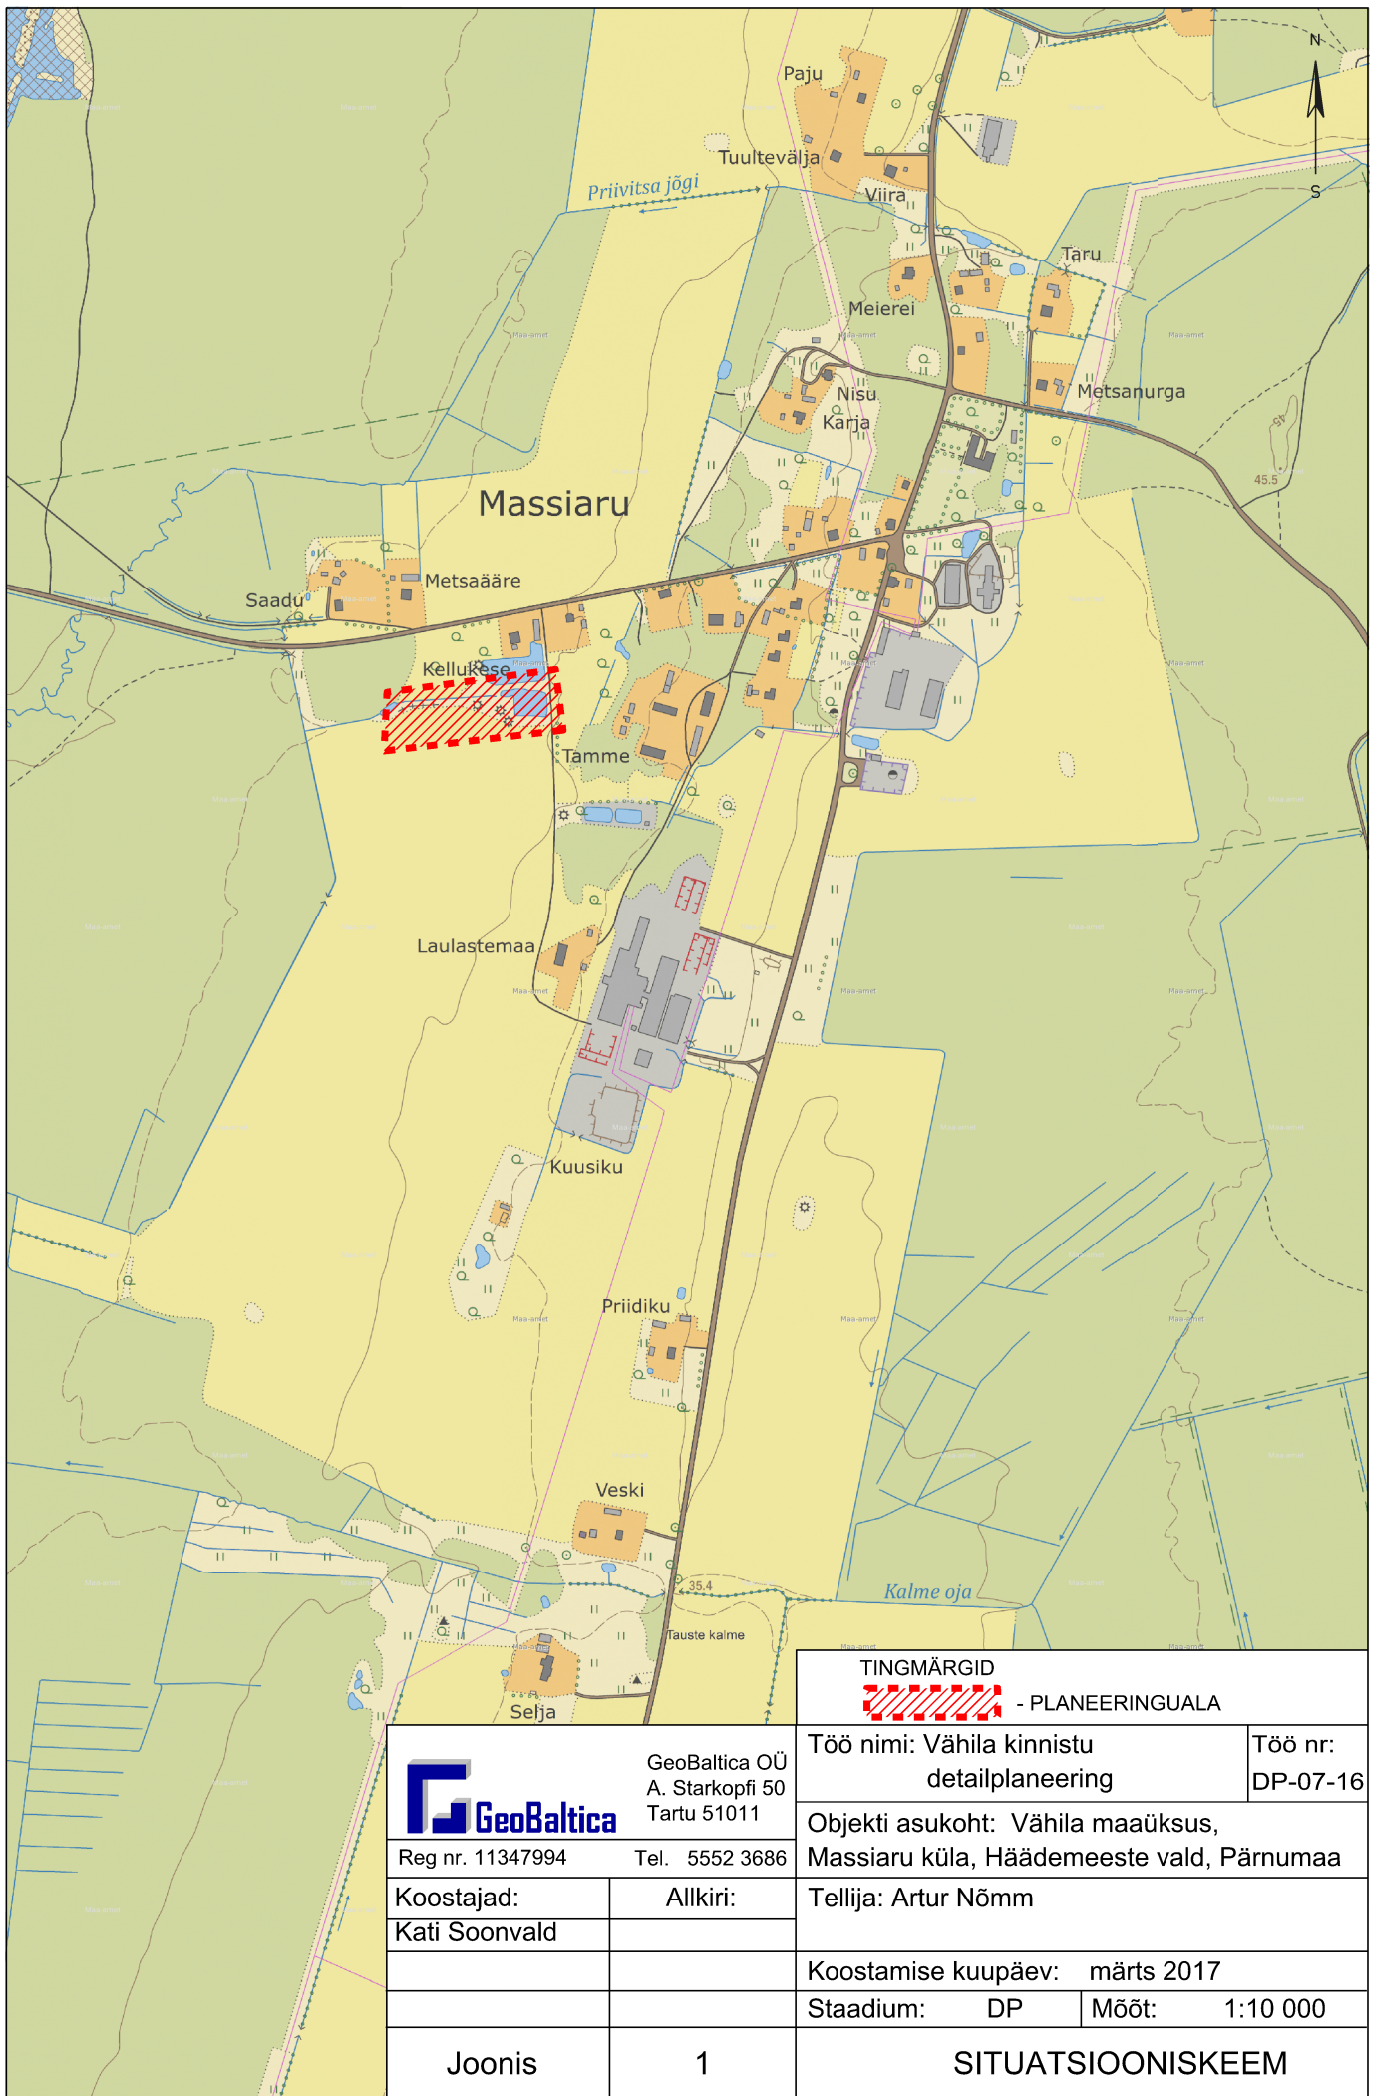 N
S
Paju
Tuultevälja
Priivitsa jõgi
Viira
Taru
Meierei
Nisu
Karja
Metsanurga
45
45.5
Massiaru
Metsaääre
Saadu
Kellukese
Tamme
Laulastemaa
Kuusiku
Priidiku
Veski
35.4
Kalme oja
Tauste kalme
Selja
Maa-amet
TINGMÄRGID
- PLANEERINGUALA
GeoBaltica
GeoBaltica OÜ
A. Starkopfi 50
Tartu 51011
Reg nr. 11347994 Tel. 5552 3686
Koostajad: Allkiri:
Kati Soonvald
Joonis 1
Töö nimi: Vähila kinnistu
detailplaneering
Töö nr:
DP-07-16
Objekti asukoht: Vähila maaüksus,
Massiaru küla, Häädemeeste vald, Pärnumaa
Tellija: Artur Nõmm
Koostamise kuupäev: märts 2017
Staadium: DP Mõõt: 1:10 000
SITUATSIOONISKEEM